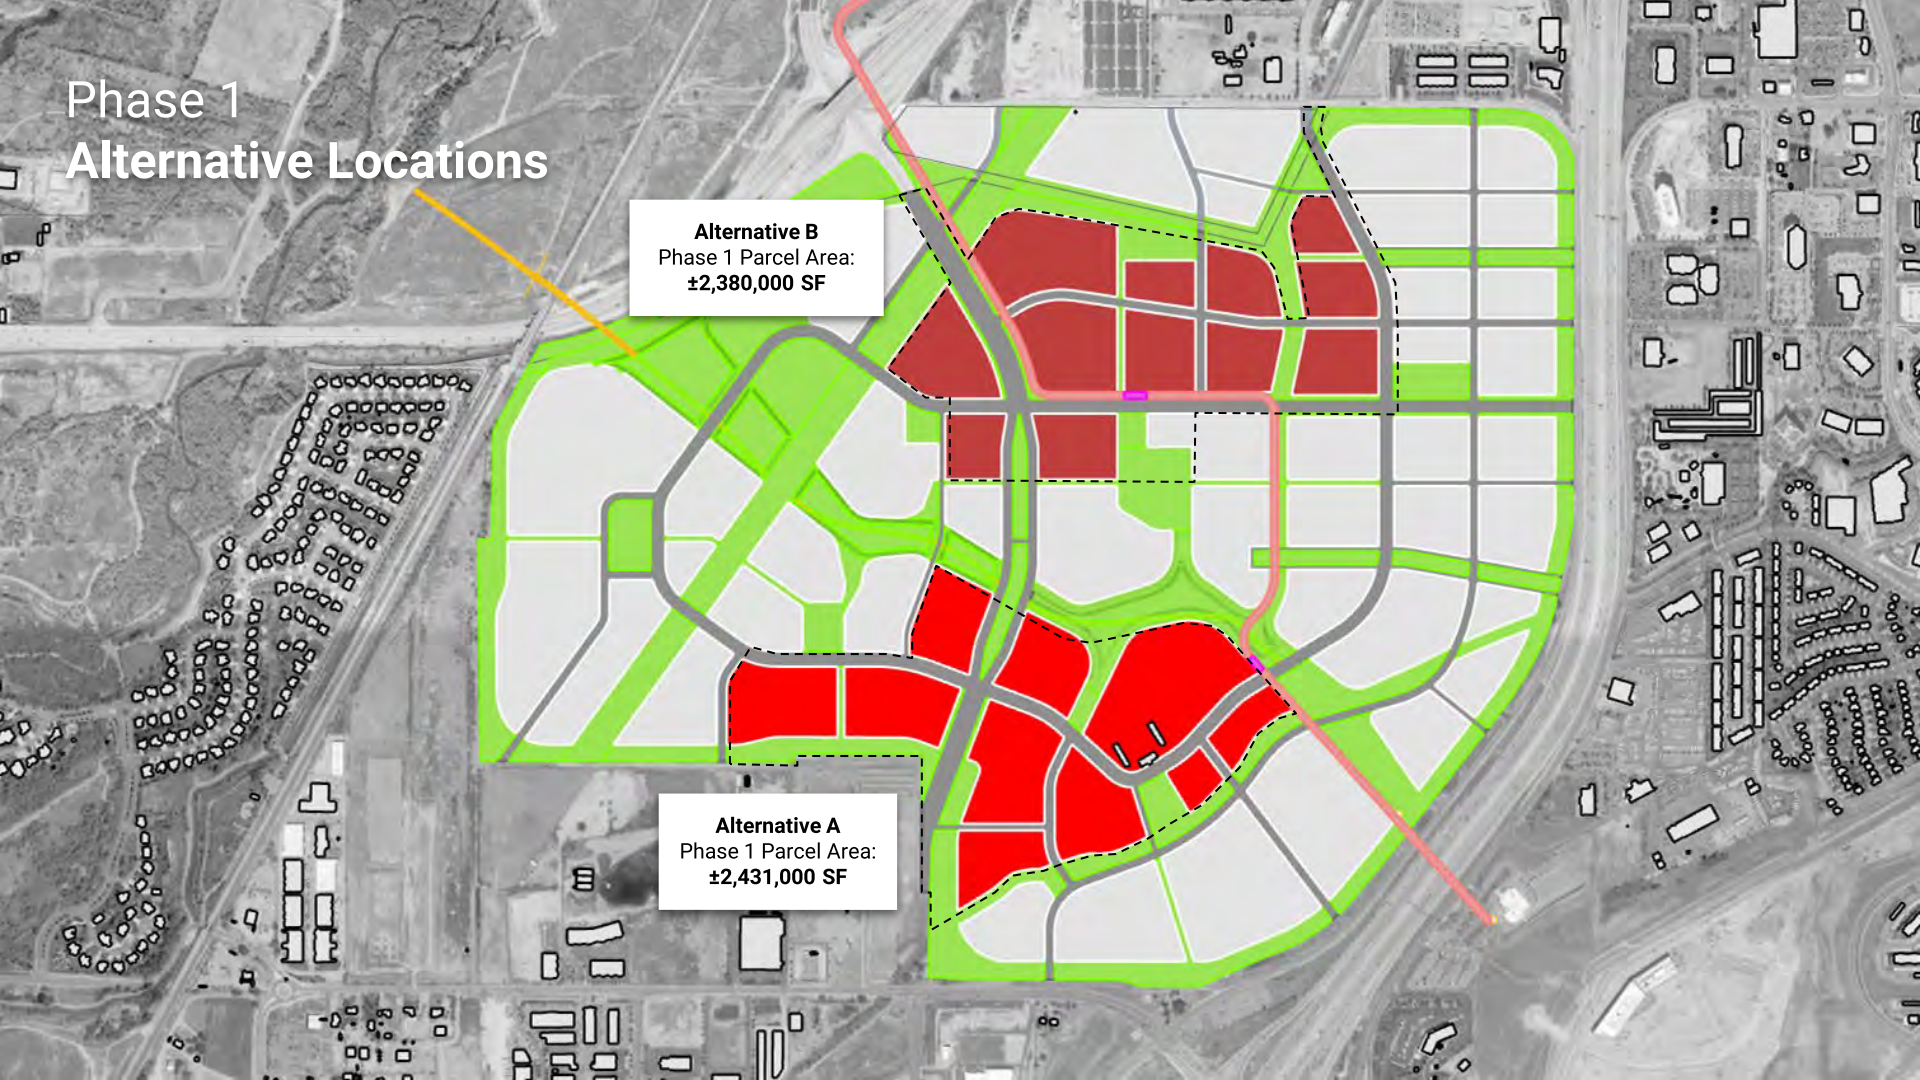 Phase 1
Alternative Locations
Alternative B
Phase 1 Parcel Area:
±2,380,000 SF
Alternative A
Phase 1 Parcel Area:
±2,431,000 SF